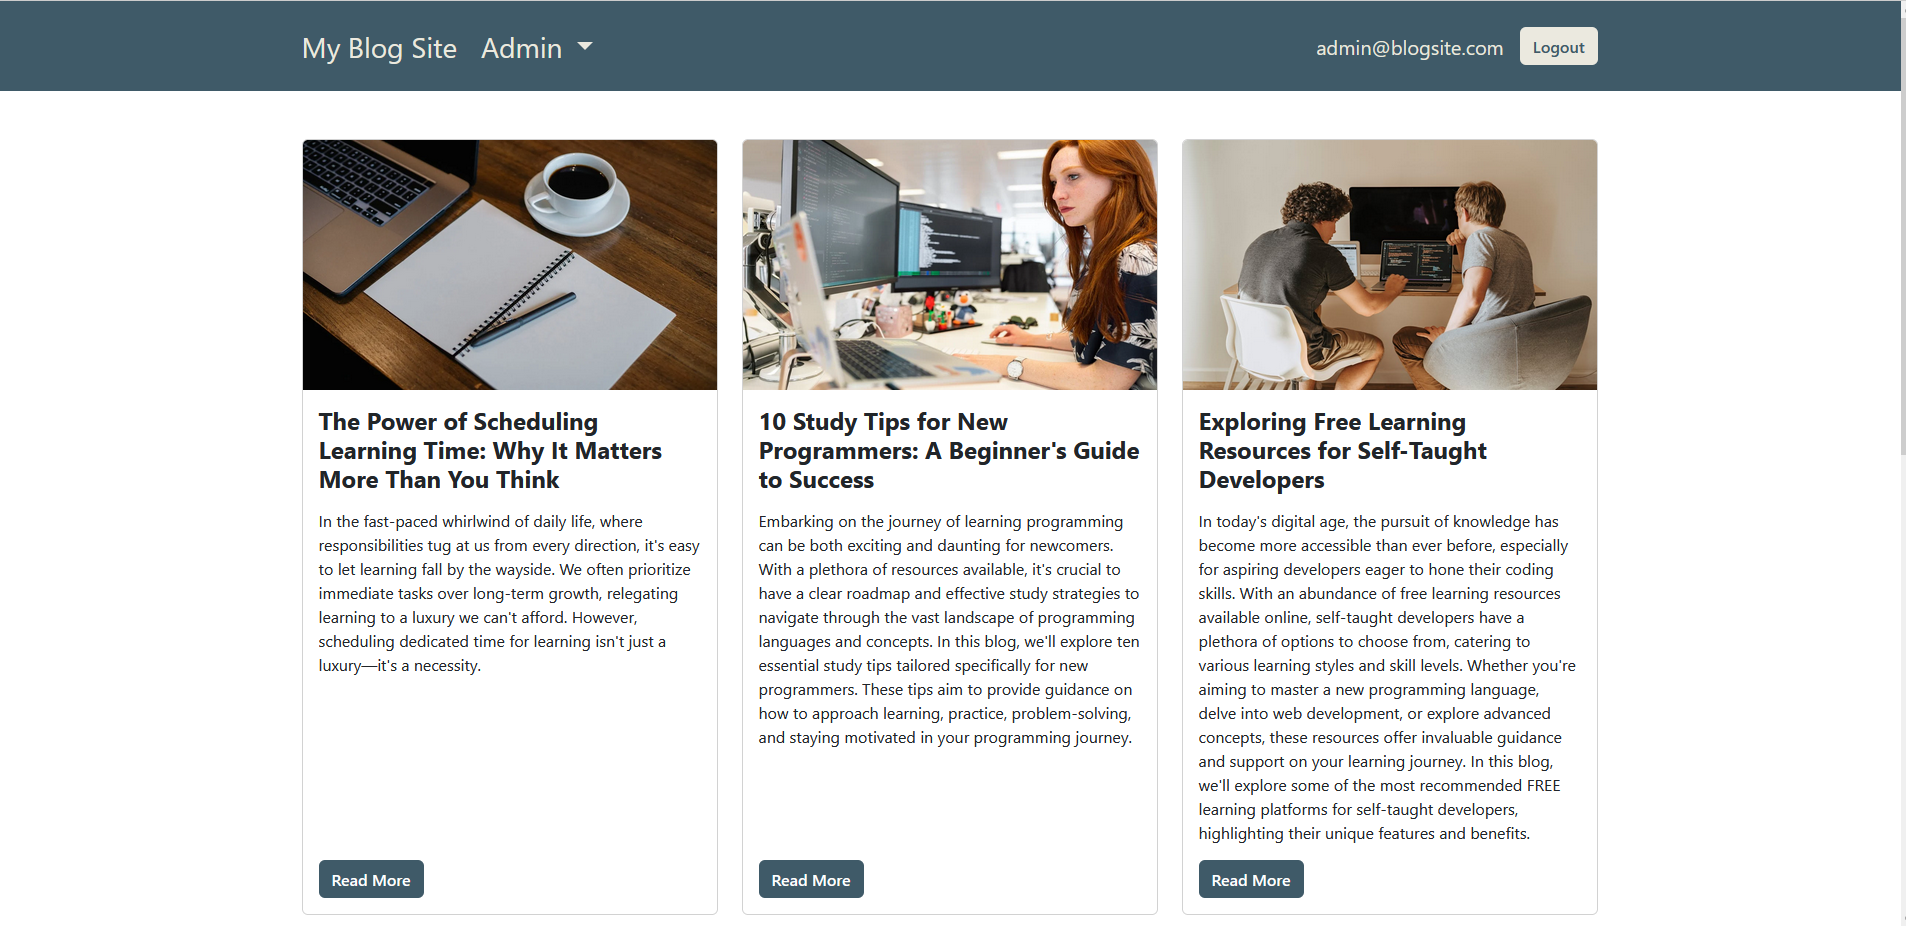 My Blog Site Admin admin@blogsite.com Logout
The Power of Scheduling
Learning Time: Why It Matters
More Than You Think
In the fast-paced whirlwind of daily life, where
responsibilities tug at us from every direction, it's easy
to let learning fall by the wayside. We often prioritize
immediate tasks over long-term growth, relegating
learning to a luxury we can't afford. However,
scheduling dedicated time for learning isn't just a
luxury—it's a necessity.
Read More
10 Study Tips for New
Programmers: A Beginner's Guide
to Success
Embarking on the journey of learning programming
can be both exciting and daunting for newcomers.
With a plethora of resources available, it's crucial to
have a clear roadmap and effective study strategies to
navigate through the vast landscape of programming
languages and concepts. In this blog, we'll explore ten
essential study tips tailored specifically for new
programmers. These tips aim to provide guidance on
how to approach learning, practice, problem-solving,
and staying motivated in your programming journey.
Read More
Exploring Free Learning
Resources for Self-Taught
Developers
In today's digital age, the pursuit of knowledge has
become more accessible than ever before, especially
for aspiring developers eager to hone their coding
skills. With an abundance of free learning resources
available online, self-taught developers have a
plethora of options to choose from, catering to
various learning styles and skill levels. Whether you're
aiming to master a new programming language,
delve into web development, or explore advanced
concepts, these resources offer invaluable guidance
and support on your learning journey. In this blog,
we'll explore some of the most recommended FREE
learning platforms for self-taught developers,
highlighting their unique features and benefits.
Read More